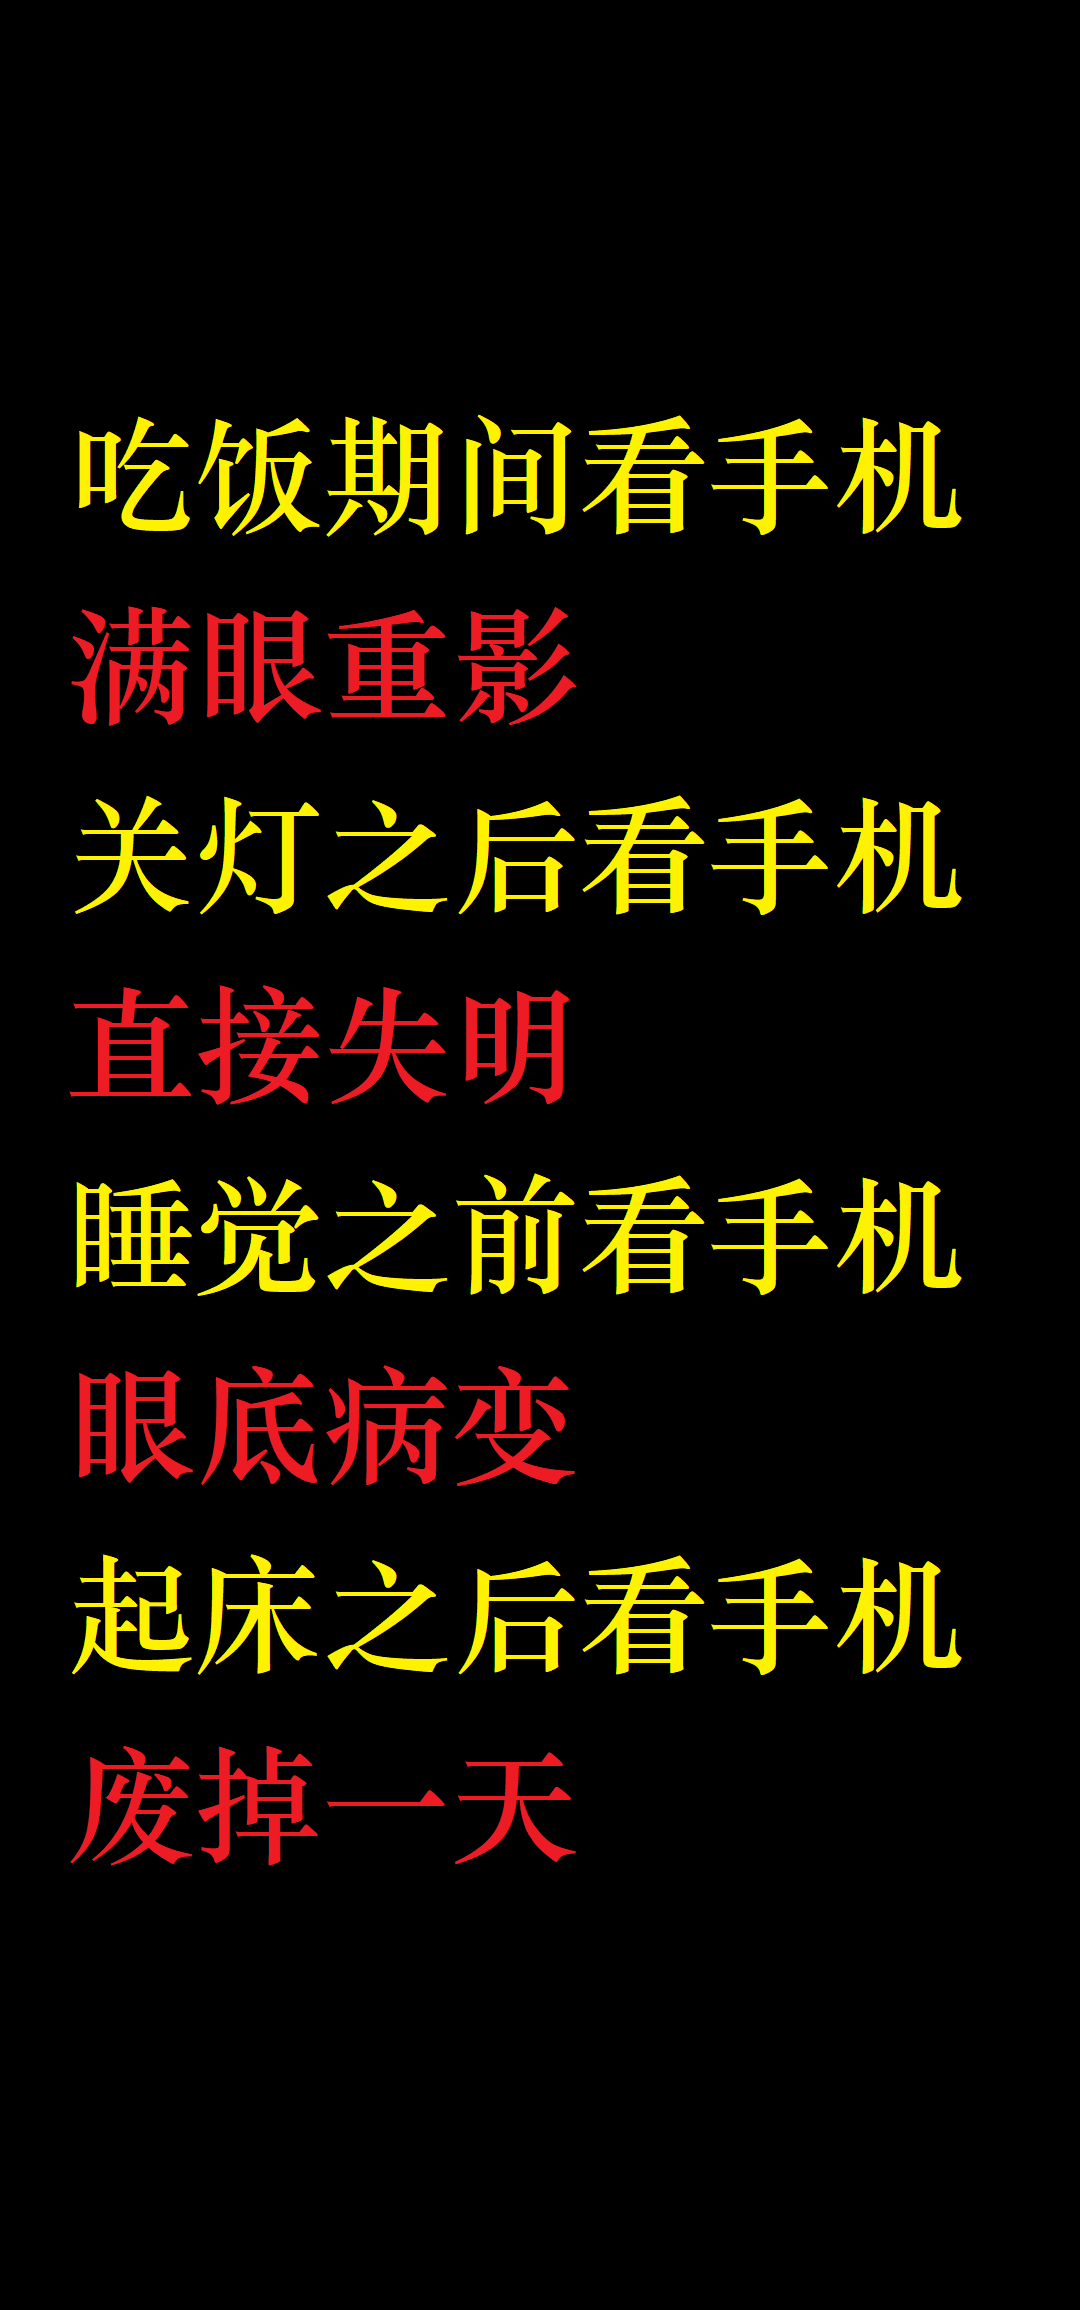 吃饭期间看手机
满眼重影
关灯之后看手机
直接失明
睡觉之前看手机
眼底病变
起床之后看手机
废掉一天